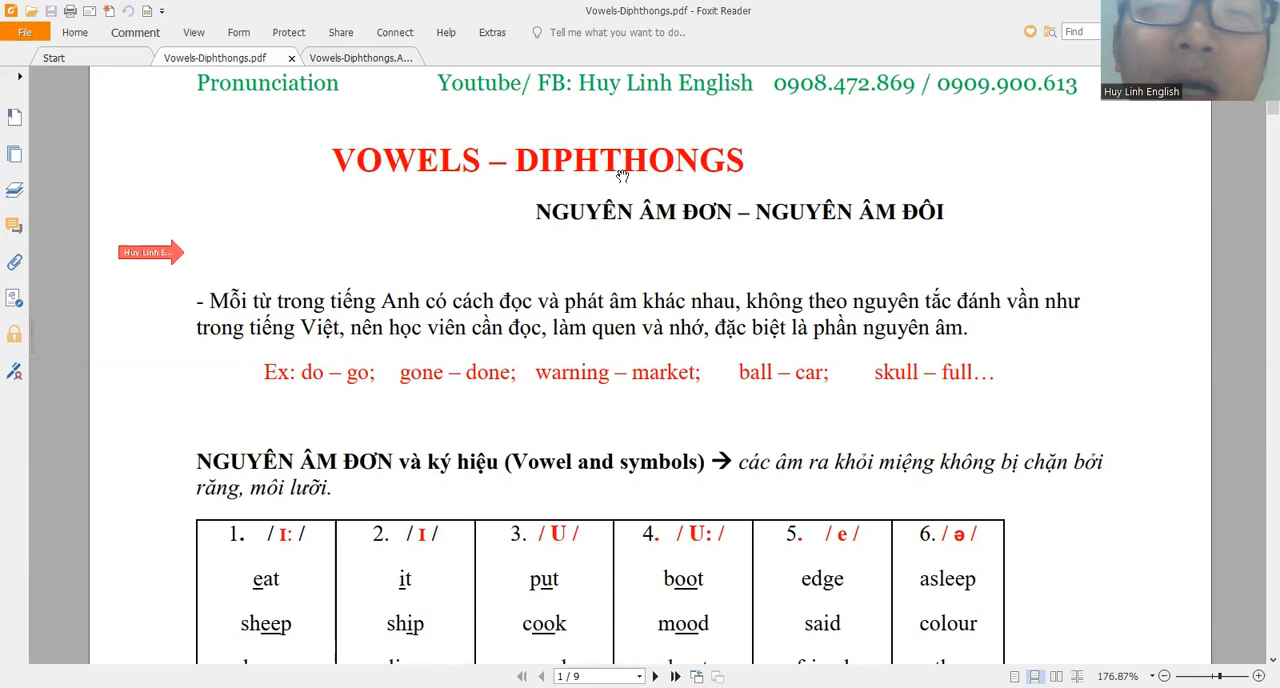 Vowels-Diphthongs.pdf - Foxit Reader
File Home Comment View Form Protect Share Connect Help Extras Tell me what you want to do.. Find
Start Vowels-Diphthongs.pdf Vowels-Diphthongs.A...
Huy Linh English
Pronunciation Youtube/ FB: Huy Linh English 0908.472.869 / 0909.900.613
VOWELS – DIPHTHONGS
NGUYÊN ÂM ĐƠN – NGUYÊN ÂM ĐÔI
Huy Linh E...
- Mỗi từ trong tiếng Anh có cách đọc và phát âm khác nhau, không theo nguyên tắc đánh vần như
trong tiếng Việt, nên học viên cần đọc, làm quen và nhớ, đặc biệt là phần nguyên âm.
Ex: do – go; gone – done; warning – market; ball – car; skull – full…
NGUYÊN ÂM ĐƠN và ký hiệu (Vowel and symbols) ➔ các âm ra khỏi miệng không bị chặn bởi
răng, môi lưỡi.
1. / ɪ: / 2. / ɪ / 3. / U / 4. / U: / 5. / e / 6. / ə /
eat it put boot edge asleep
sheep ship cook mood said colour
1 / 9 176.87%